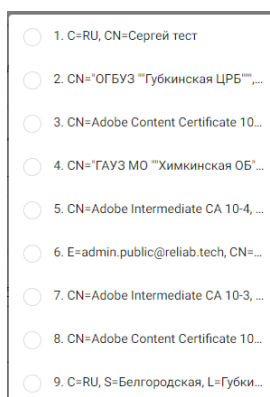 1. C=RU, CN=Сергей тест
2. CN="ОГБУЗ ""Губкинская ЦРБ""",...
3. CN=Adobe Content Certificate 10...
4. CN="ГАУЗ МО ""Химкинская ОБ"...
5. CN=Adobe Intermediate CA 10-4, ...
6. E=admin.public@reliab.tech, CN=...
7. CN=Adobe Intermediate CA 10-3, ...
8. CN=Adobe Content Certificate 10...
9. C=RU, S=Белгородская, L=Губки...